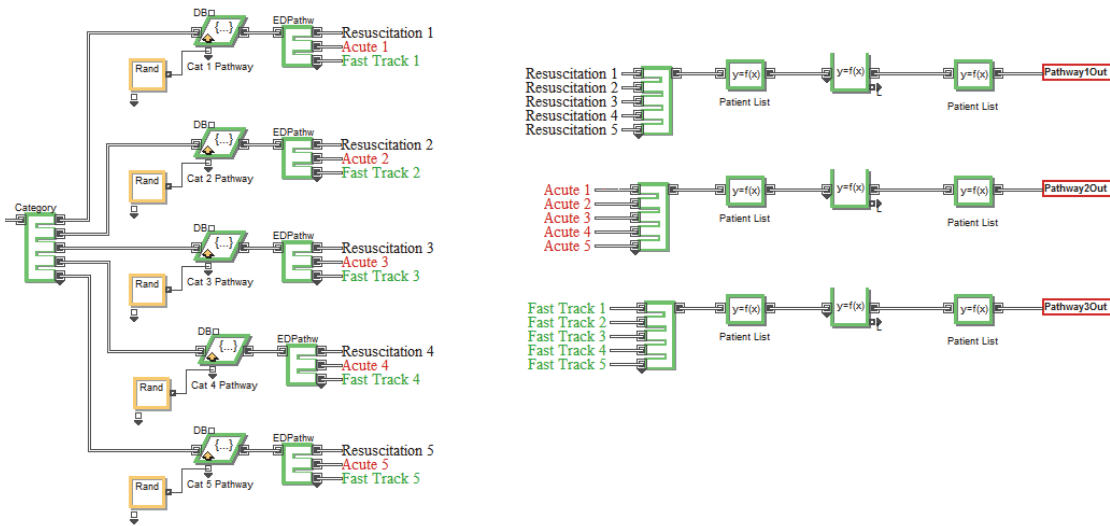 Category
DB
{...}
Rand
Cat 1 Pathway
EDPathw
Resuscitation 1
Acute 1
Fast Track 1
DB
{...}
Rand
Cat 2 Pathway
EDPathw
Resuscitation 2
Acute 2
Fast Track 2
DB
{...}
Rand
Cat 3 Pathway
EDPathw
Resuscitation 3
Acute 3
Fast Track 3
DB
{...}
Rand
Cat 4 Pathway
EDPathw
Resuscitation 4
Acute 4
Fast Track 4
DB
{...}
Rand
Cat 5 Pathway
EDPathw
Resuscitation 5
Acute 5
Fast Track 5
Resuscitation 1
Resuscitation 2
Resuscitation 3
Resuscitation 4
Resuscitation 5
y=f(x)
Patient List
y=f(x)
L
y=f(x)
Patient List
Pathway1Out
Acute 1
Acute 2
Acute 3
Acute 4
Acute 5
y=f(x)
Patient List
y=f(x)
L
y=f(x)
Patient List
Pathway2Out
Fast Track 1
Fast Track 2
Fast Track 3
Fast Track 4
Fast Track 5
y=f(x)
Patient List
y=f(x)
L
y=f(x)
Patient List
Pathway3Out